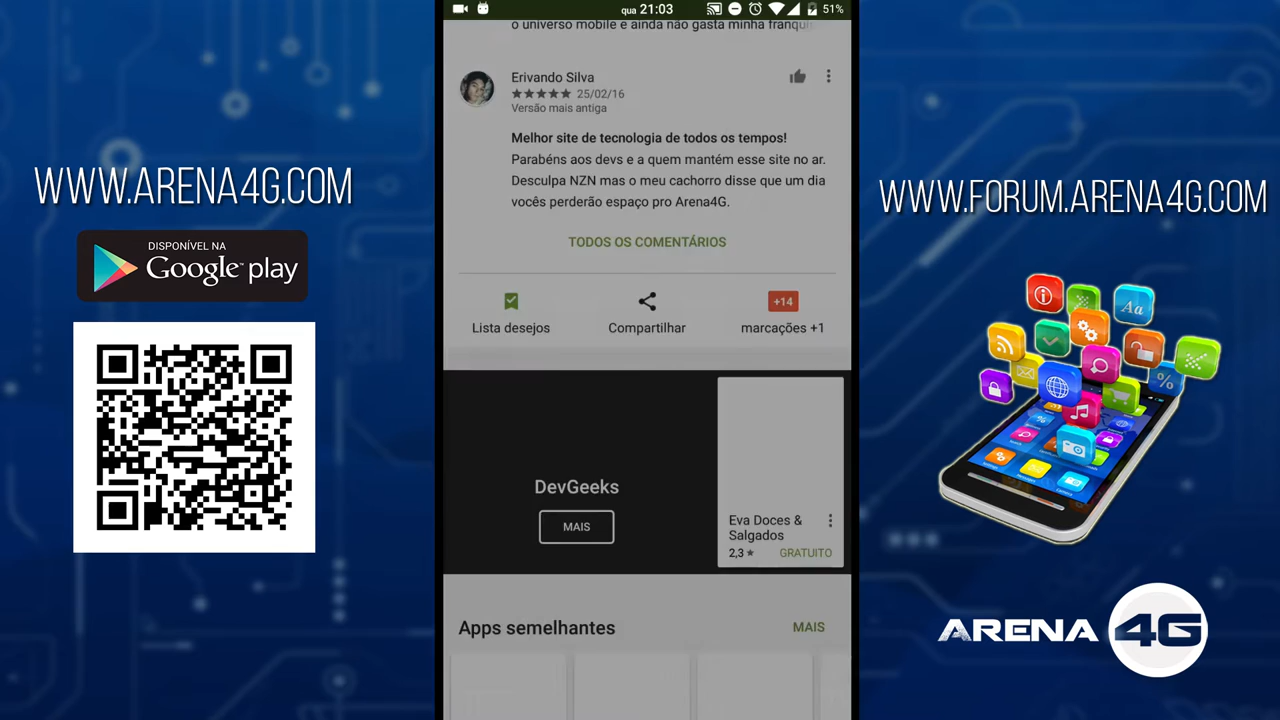 WWW.ARENA4G.COM
DISPONÍVEL NA
Google play
qua 21:03
51%
o universo mobile e ainda não gasta minha franqui
Erivando Silva
25/02/16
Versão mais antiga
Melhor site de tecnologia de todos os tempos!
Parabéns aos devs e a quem mantém esse site no ar.
Desculpa NZN mas o meu cachorro disse que um dia
vocês perderão espaço pro Arena4G.
TODOS OS COMENTÁRIOS
+14
Lista desejos
Compartilhar
marcações +1
DevGeeks
MAIS
Eva Doces &
Salgados
2,3
GRATUITO
Apps semelhantes
MAIS
WWW.FORUM.ARENA4G.COM
Aa
%
ARENA 4G